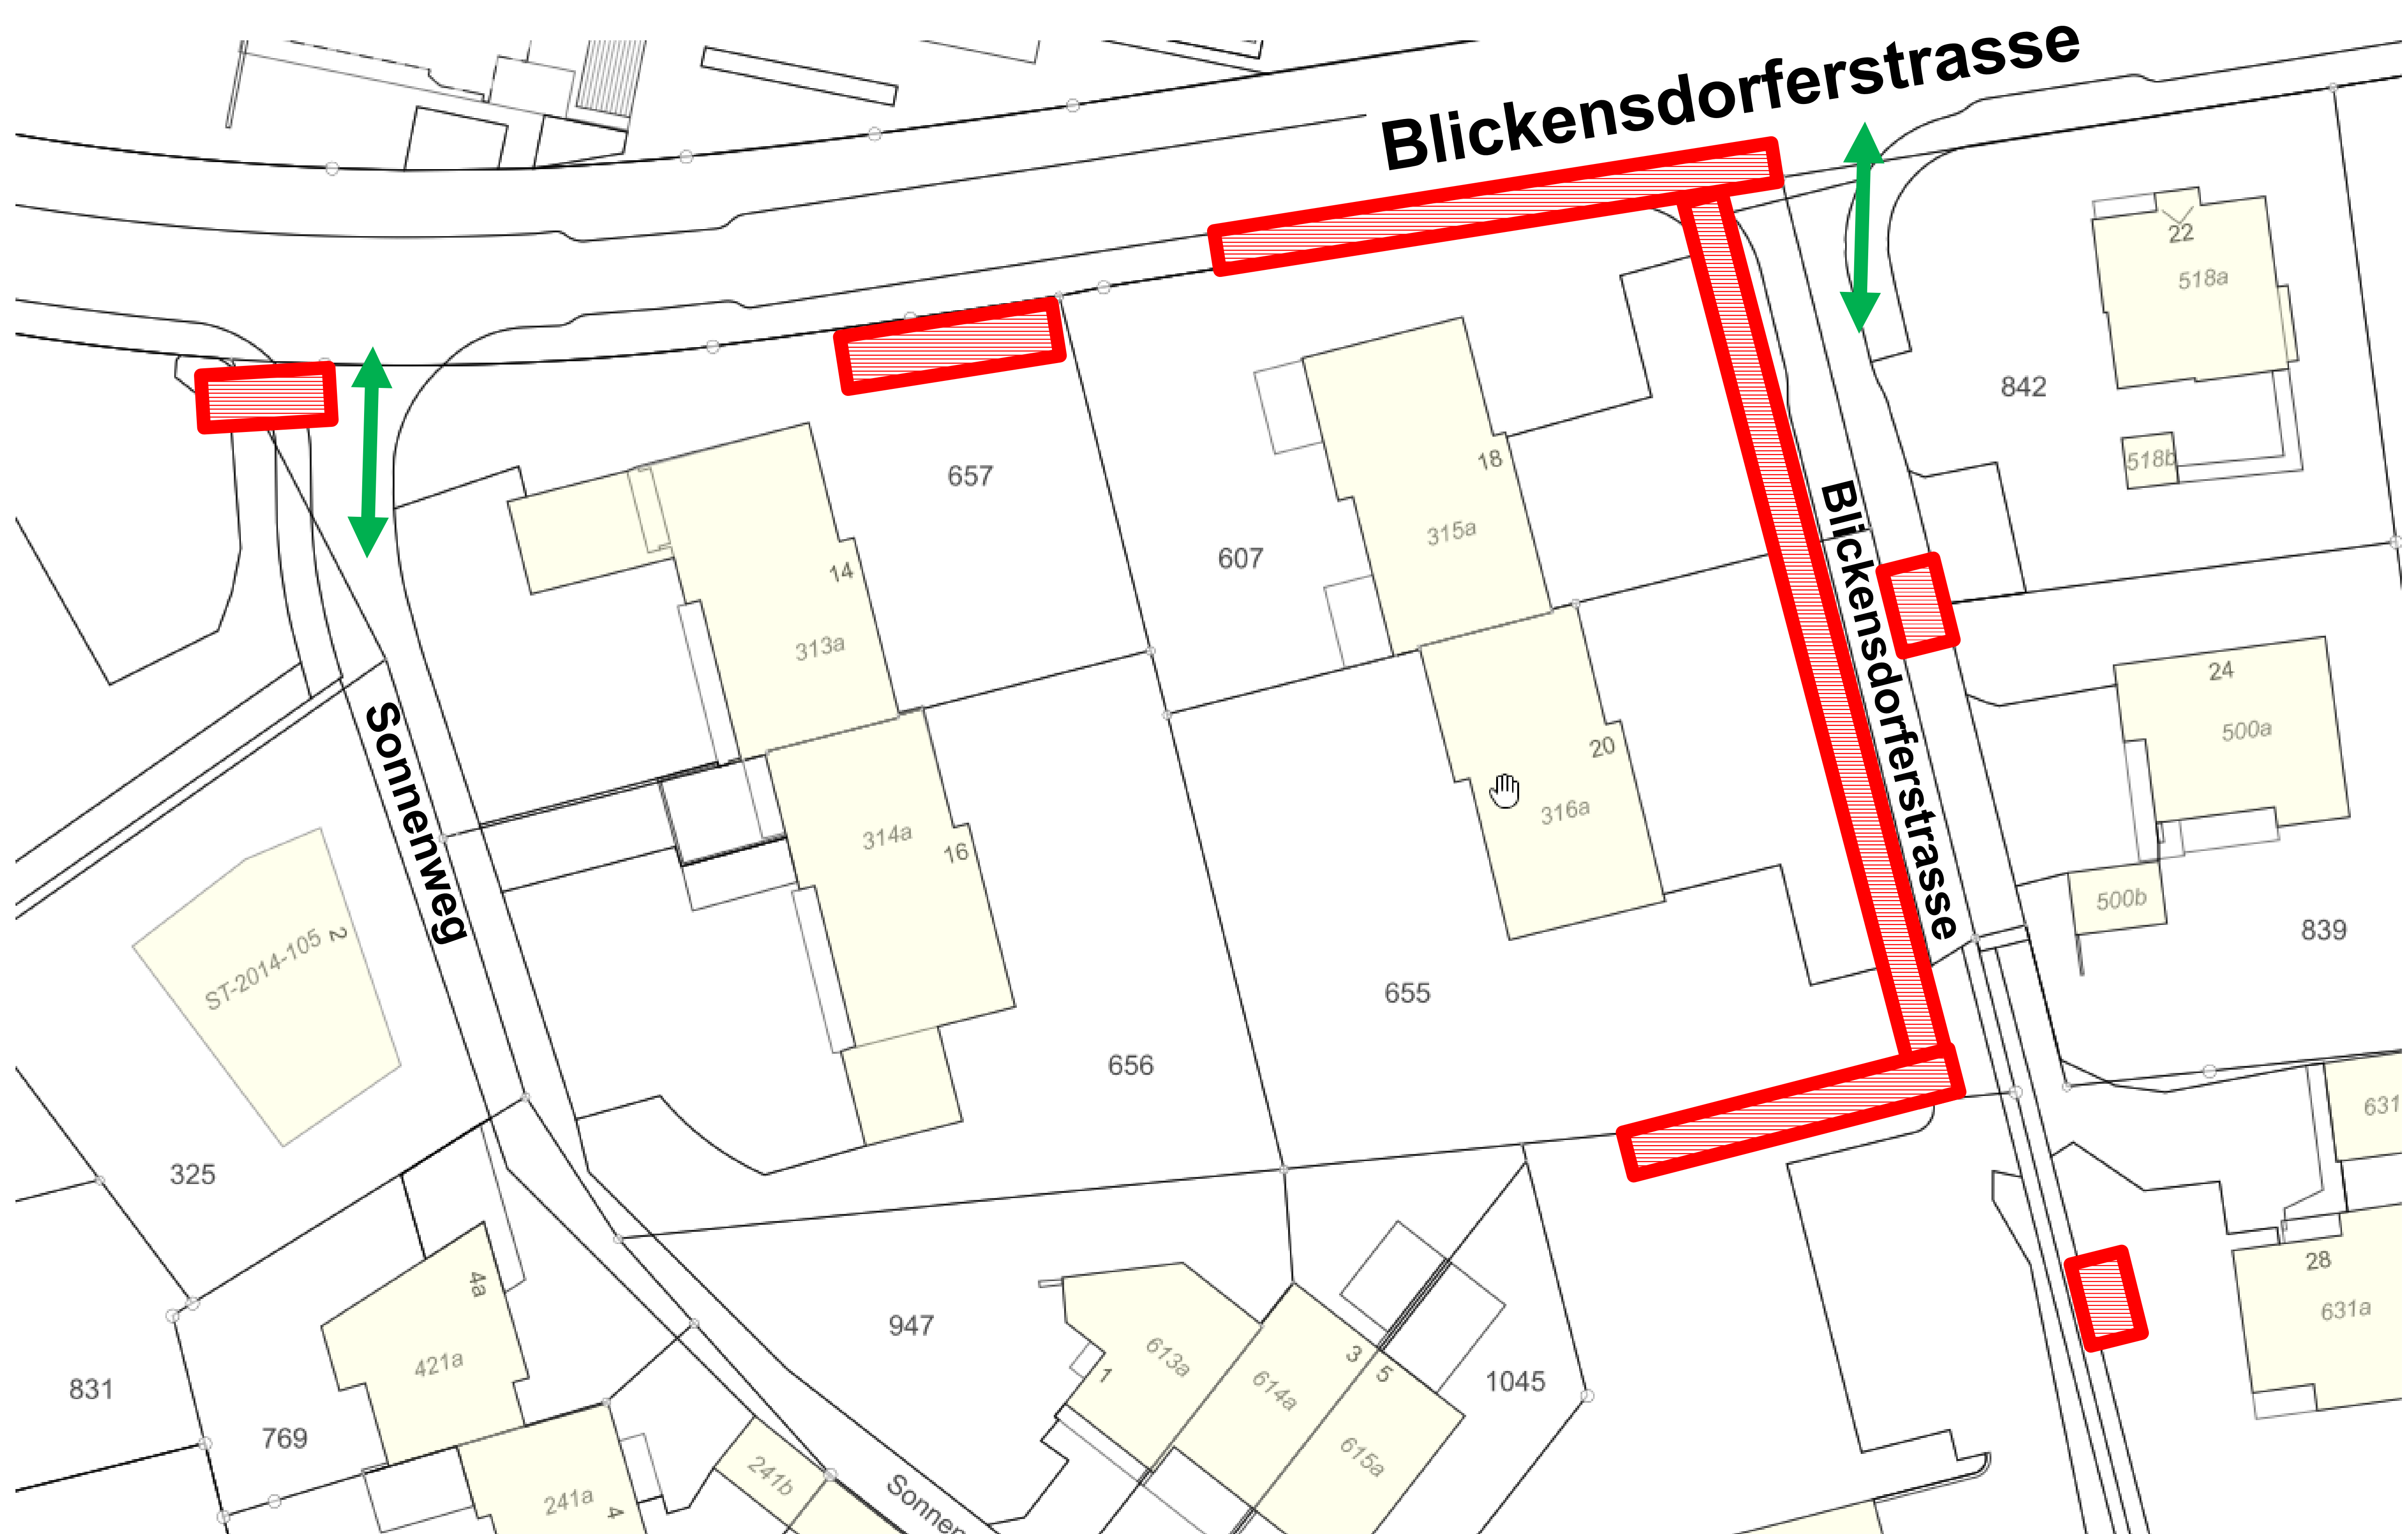 Blickensdorferstrasse
22
518a
842
518b
657
18
14
607
315a
313a
Blickensdorferstrasse
24
500a
Sonnenweg
20
316a
314a
16
500b
839
2
ST-2014-105
655
656
631
325
28
631a
4a
947
613a
1
3
5
614a
1045
421a
831
615a
769
241b
241a
4
Sonnen